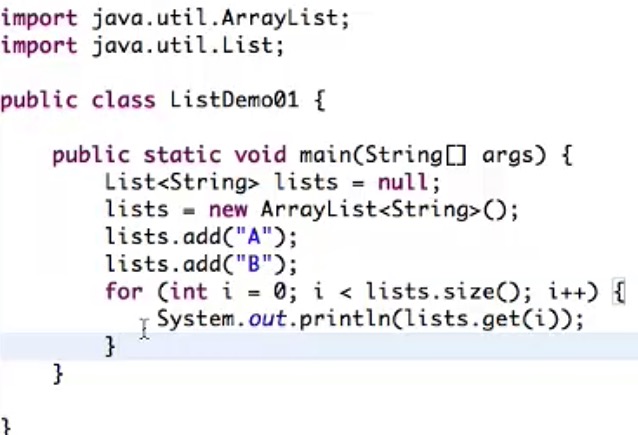 import java.util.ArrayList;
import java.util.List;
public class ListDemo01 {
    public static void main(String[] args) {
        List<String> lists = null;
        lists = new ArrayList<String>();
        lists.add("A");
        lists.add("B");
        for (int i = 0; i < lists.size(); i++) {
            System.out.println(lists.get(i));
        }
    }
}